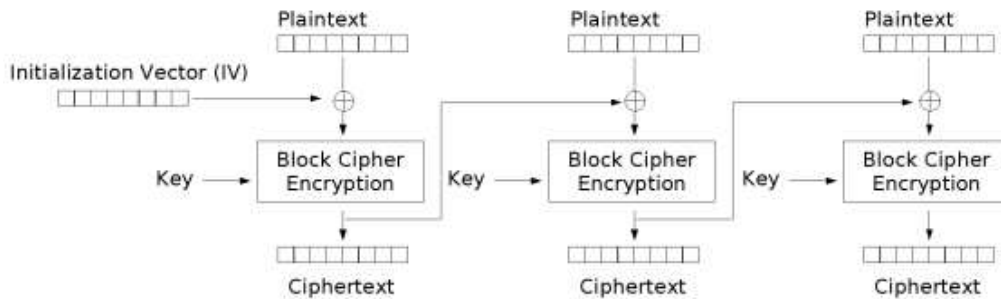 Plaintext
Plaintext
Plaintext
Initialization Vector (IV)
Key
Block Cipher
Encryption
Key
Block Cipher
Encryption
Key
Block Cipher
Encryption
Ciphertext
Ciphertext
Ciphertext